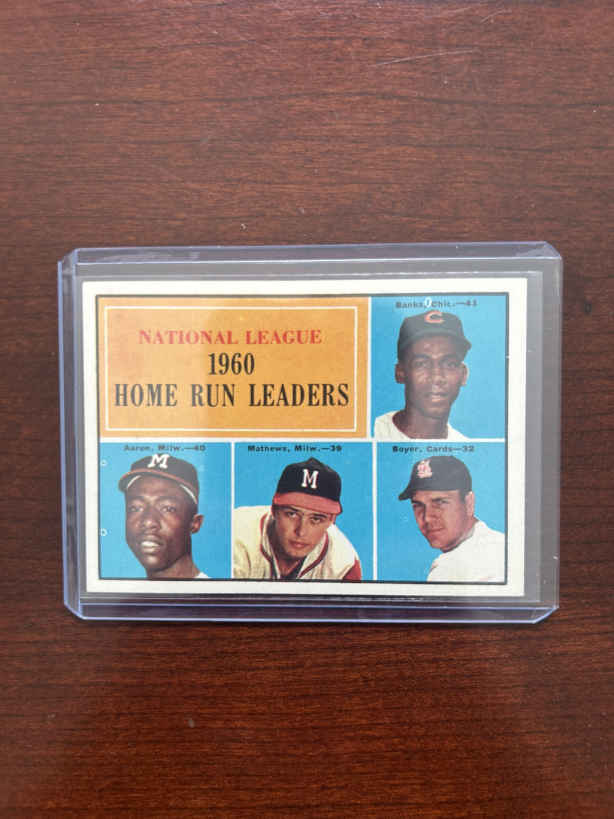 Banks, Chic.—41
NATIONAL LEAGUE
1960
HOME RUN LEADERS
C
Aaron, Milw.—40
Mathews, Milw.—39
Boyer, Cards—32
M
M